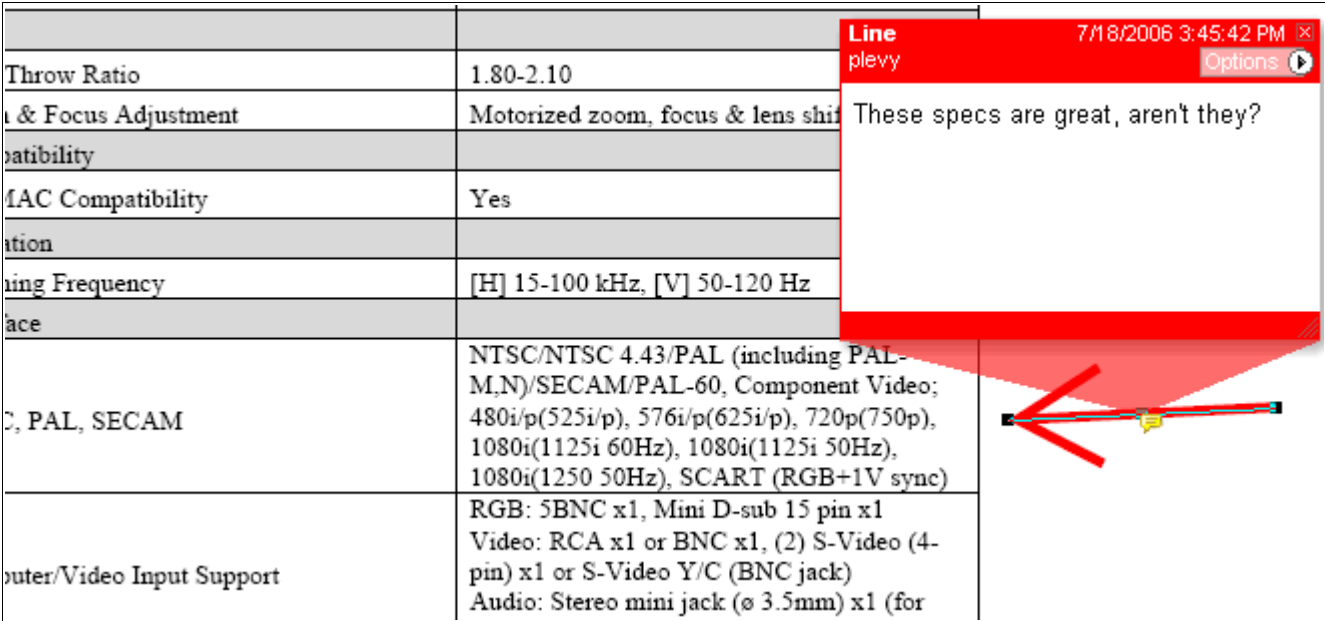 Throw Ratio 1.80-2.10
& Focus Adjustment Motorized zoom, focus & lens shif
patibility
MAC Compatibility Yes
ation
ning Frequency [H] 15-100 kHz, [V] 50-120 Hz
face
C, PAL, SECAM
NTSC/NTSC 4.43/PAL (including PAL-
M,N)/SECAM/PAL-60, Component Video;
480i/p(525i/p), 576i/p(625i/p), 720p(750p),
1080i(1125i 60Hz), 1080i(1125i 50Hz),
1080i(1250 50Hz), SCART (RGB+1V sync)
puter/Video Input Support
RGB: 5BNC x1, Mini D-sub 15 pin x1
Video: RCA x1 or BNC x1, (2) S-Video (4-
pin) x1 or S-Video Y/C (BNC jack)
Audio: Stereo mini jack (ø 3.5mm) x1 (for
Line 7/18/2006 3:45:42 PM
plevy Options
These specs are great, aren't they?